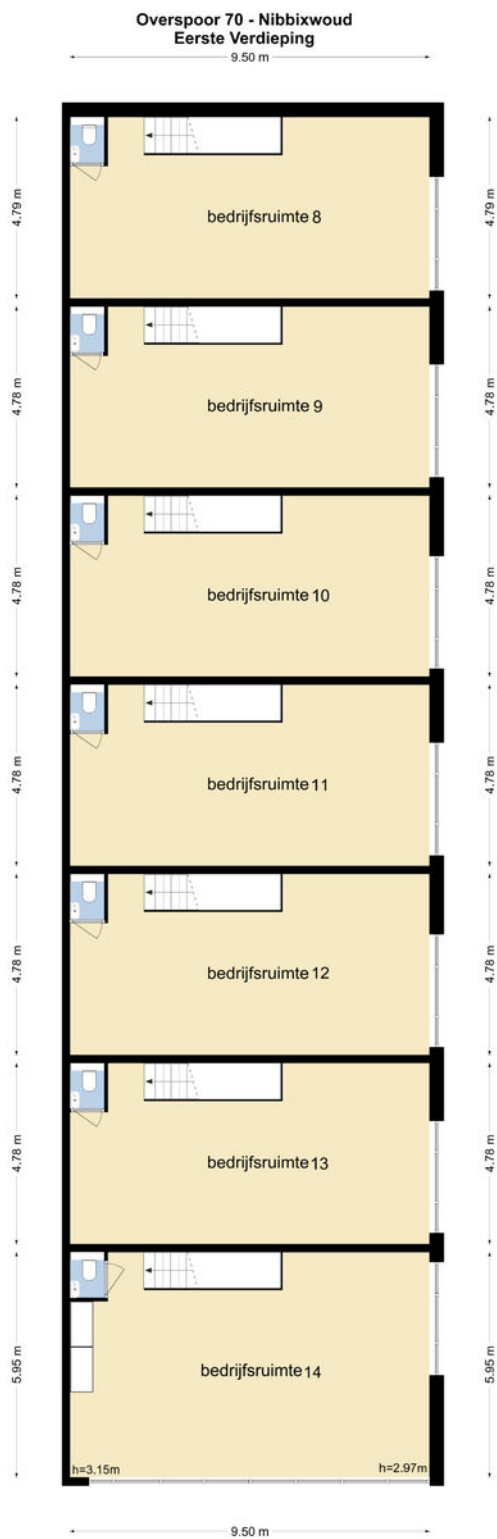 Overspoor 70 - Nibbixwoud
Eerste Verdieping
9.50 m
4.79 m
bedrijfsruimte 8
4.79 m
4.78 m
bedrijfsruimte 9
4.78 m
4.78 m
bedrijfsruimte 10
4.78 m
4.78 m
bedrijfsruimte 11
4.78 m
4.78 m
bedrijfsruimte 12
4.78 m
4.78 m
bedrijfsruimte 13
4.78 m
5.95 m
bedrijfsruimte 14
5.95 m
h=3.15m
h=2.97m
9.50 m